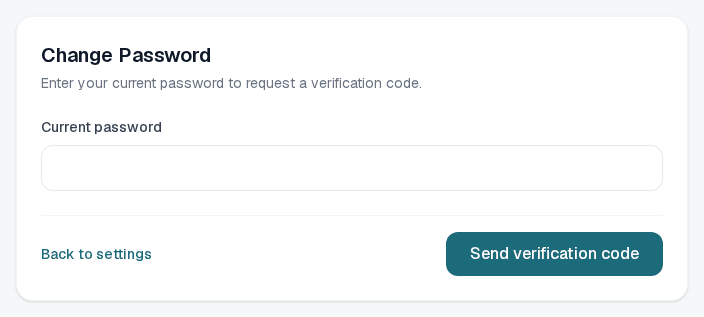 Change Password
Enter your current password to request a verification code.
Current password
Back to settings
Send verification code